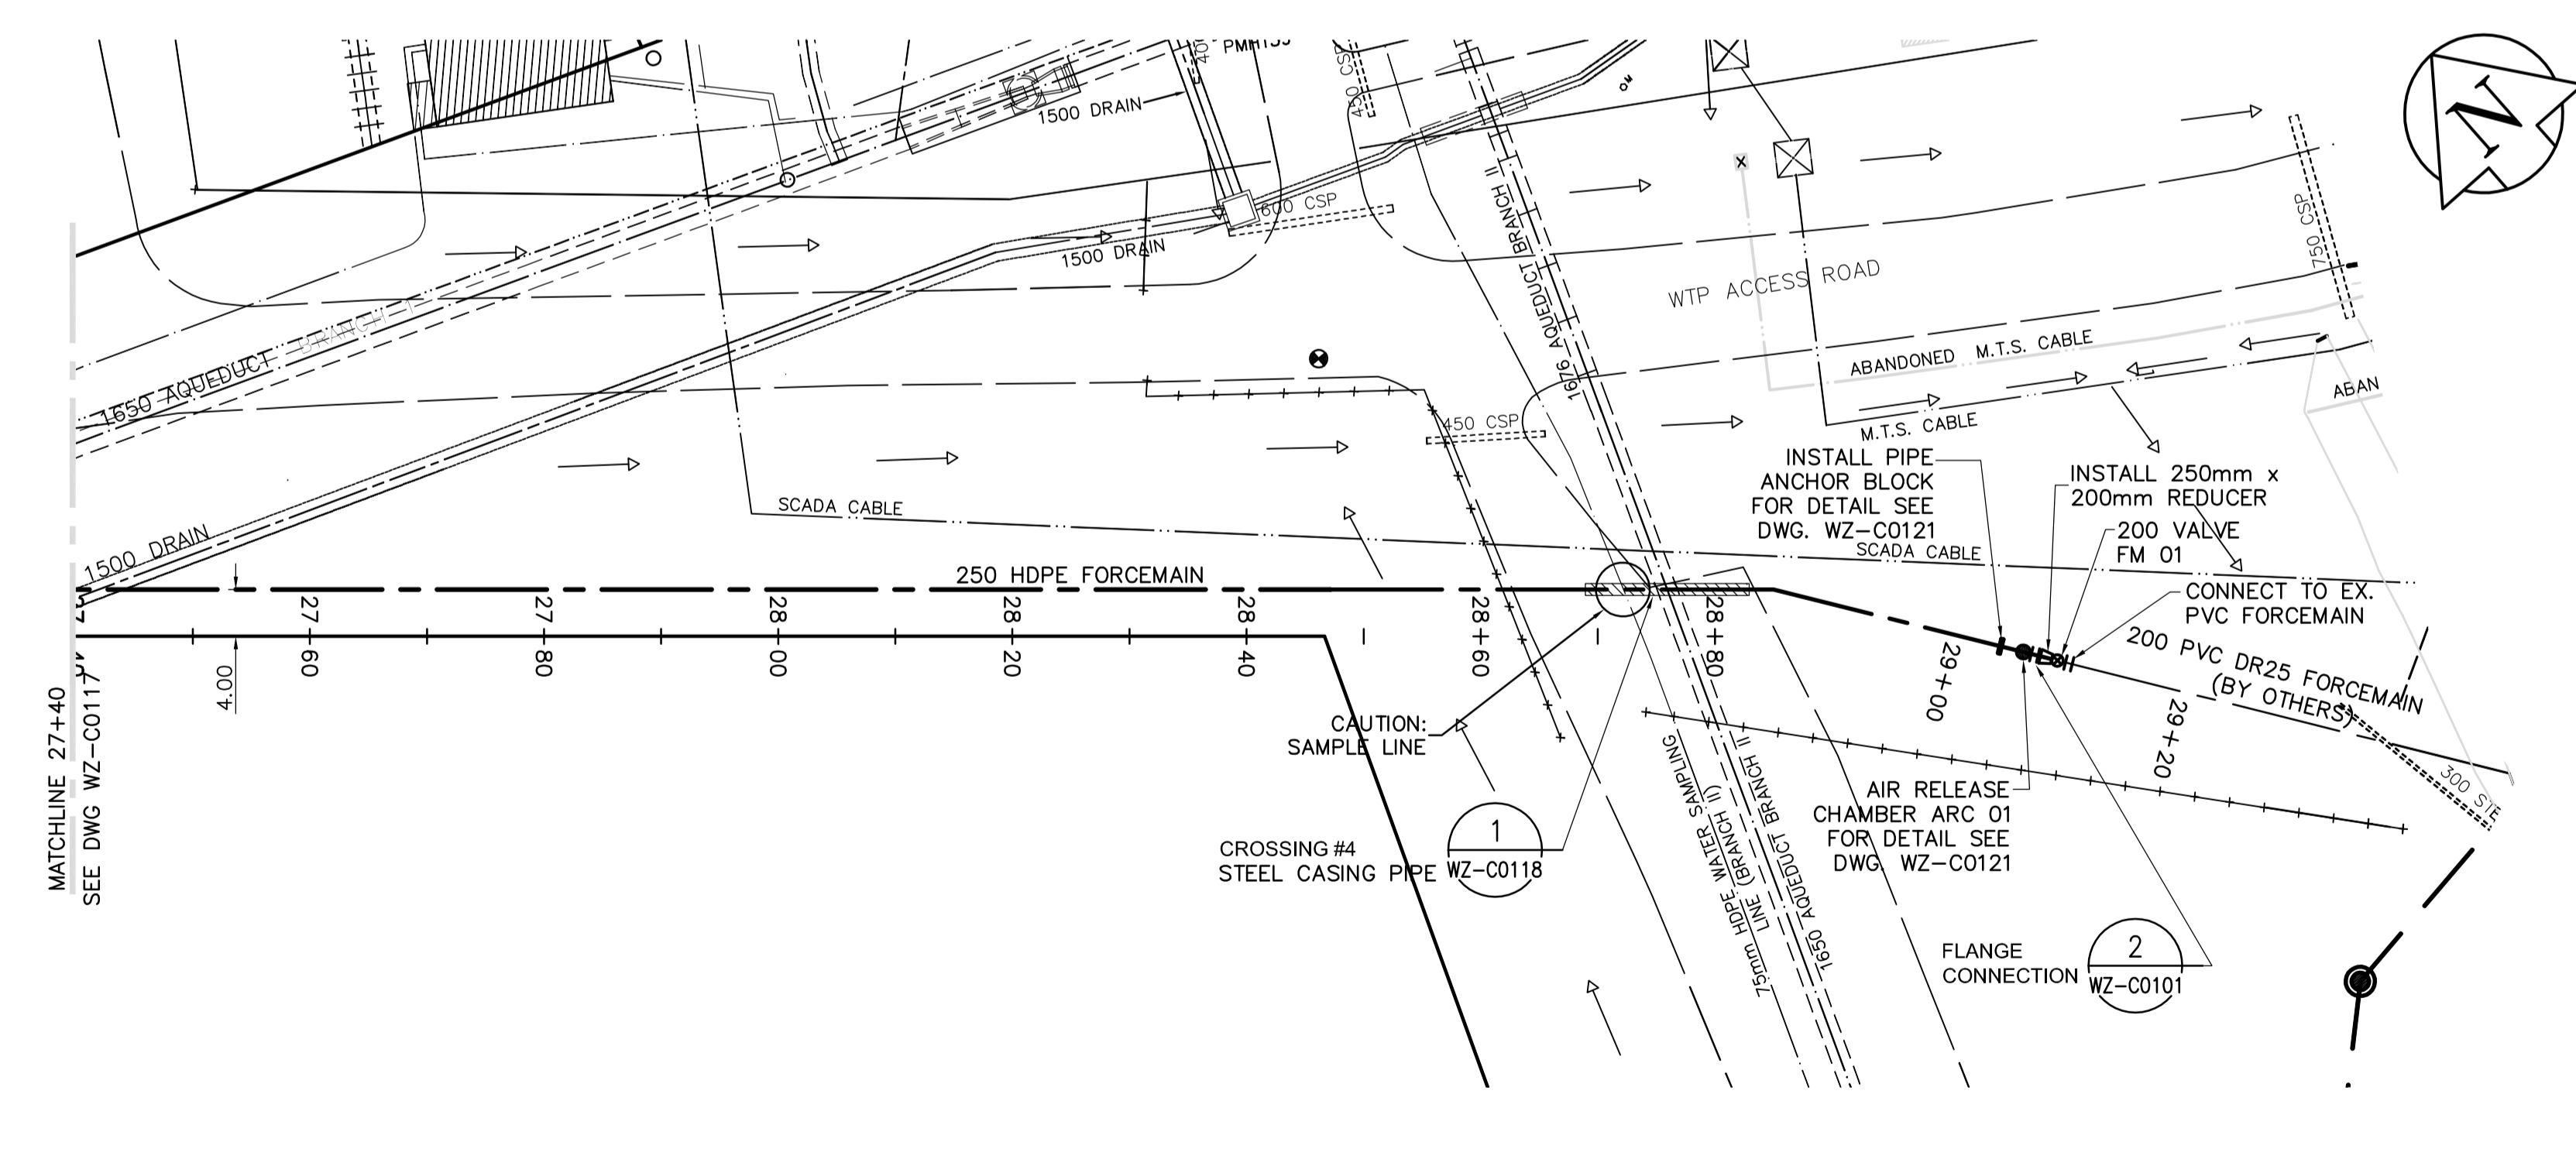 1500 DRAIN
450 CSP
N
600 CSP
1500 DRAIN
1676 AQUEDUCT BRANCH II
WTP ACCESS ROAD
750 CSP
1650 AQUEDUCT BRANCH I
ABANDONED M.T.S. CABLE
ABAN
M.T.S. CABLE
450 CSP
INSTALL PIPE
ANCHOR BLOCK
FOR DETAIL SEE
DWG. WZ-C0121
INSTALL 250mm x
200mm REDUCER
200 VALVE
FM 01
SCADA CABLE
SCADA CABLE
1500 DRAIN
250 HDPE FORCEMAIN
CONNECT TO EX.
PVC FORCEMAIN
200 PVC DR25 FORCEMAIN
(BY OTHERS)
27
60
27
80
28
00
28
20
28
40
28+60
28+80
29+00
29+20
4.00
MATCHLINE 27+40
SEE DWG WZ-C0117
CAUTION:
SAMPLE LINE
CROSSING #4
STEEL CASING PIPE
1
WZ-C0118
75mm HDPE WATER SAMPLING
LINE (BRANCH II)
1650 AQUEDUCT BRANCH II
AIR RELEASE
CHAMBER ARC 01
FOR DETAIL SEE
DWG. WZ-C0121
300 STE
FLANGE
CONNECTION
2
WZ-C0101